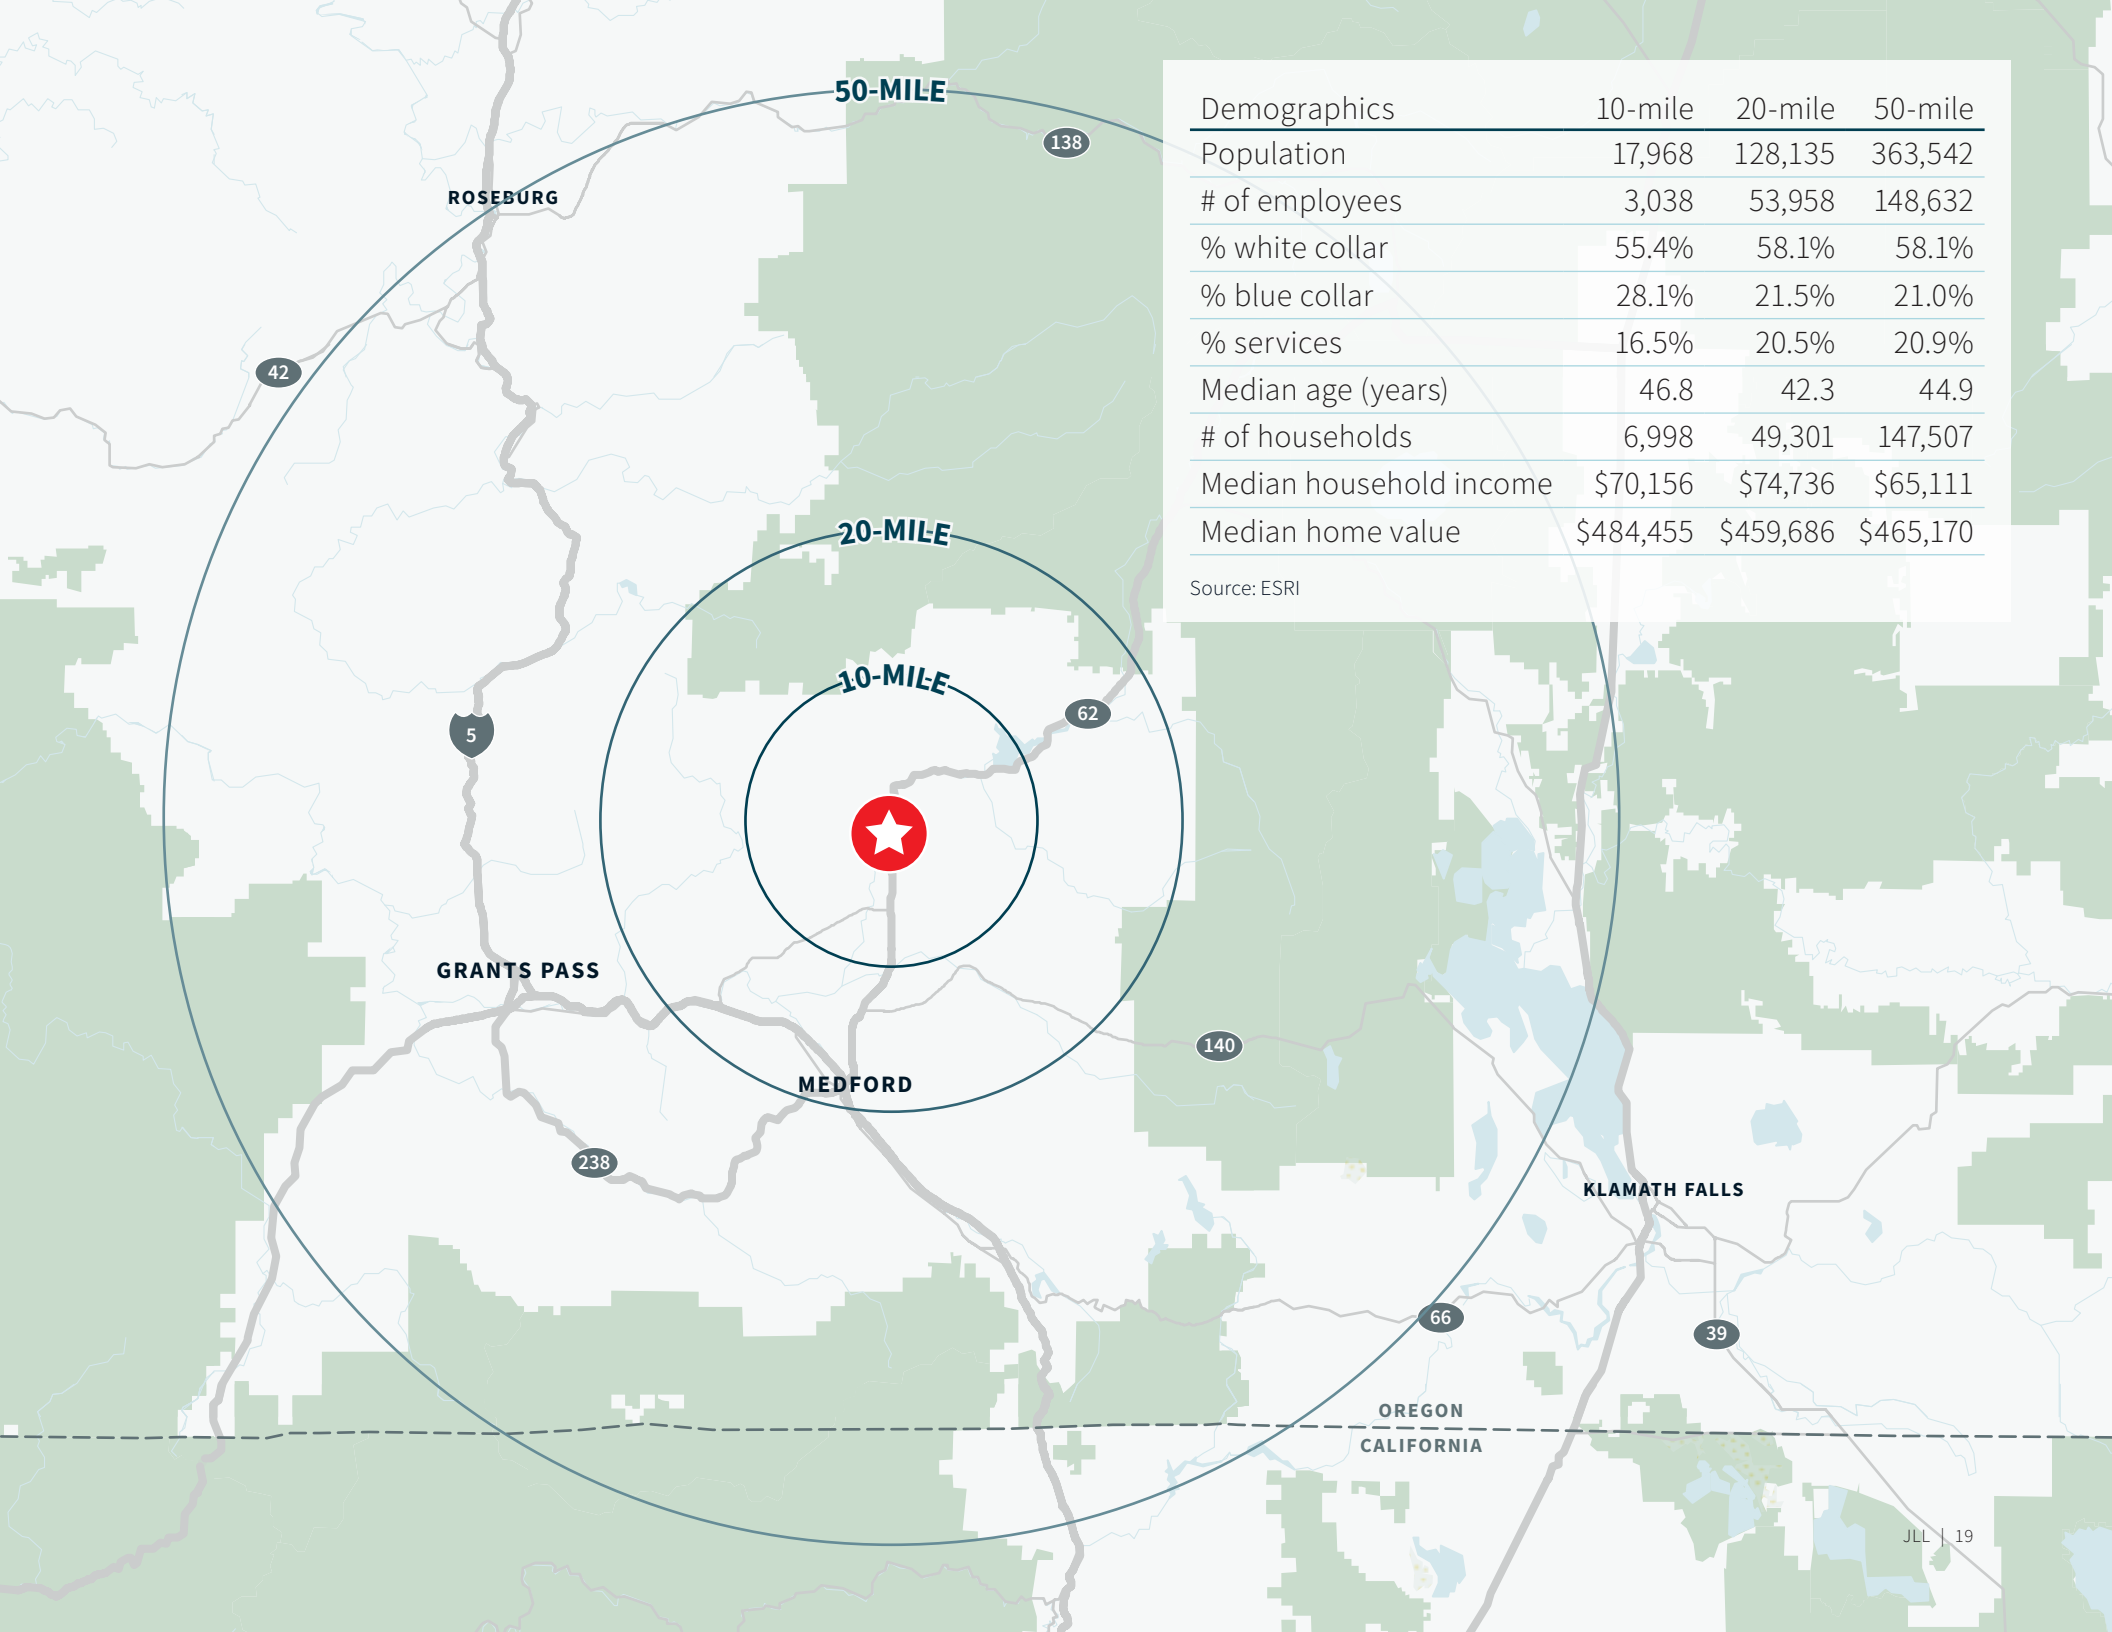 50-MILE
138
ROSEBURG
42
Demographics 10-mile 20-mile 50-mile
Population 17,968 128,135 363,542
# of employees 3,038 53,958 148,632
% white collar 55.4% 58.1% 58.1%
% blue collar 28.1% 21.5% 21.0%
% services 16.5% 20.5% 20.9%
Median age (years) 46.8 42.3 44.9
# of households 6,998 49,301 147,507
Median household income $70,156 $74,736 $65,111
Median home value $484,455 $459,686 $465,170
Source: ESRI
20-MILE
10-MILE
62
5
GRANTS PASS
140
MEDFORD
238
KLAMATH FALLS
66
39
OREGON
CALIFORNIA
JLL | 19